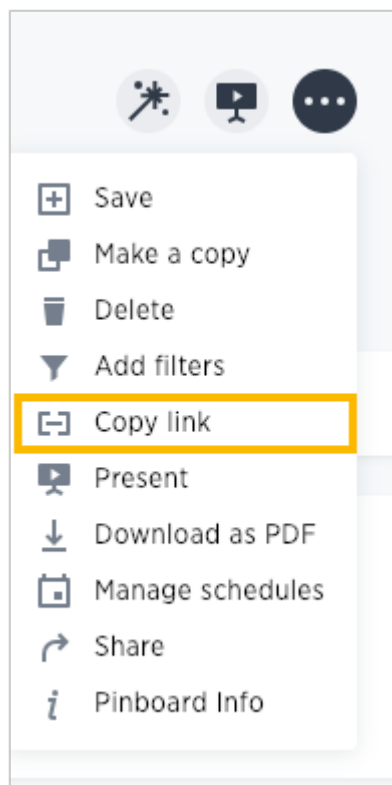 Save
Make a copy
Delete
Add filters
Copy link
Present
Download as PDF
Manage schedules
Share
Pinboard Info